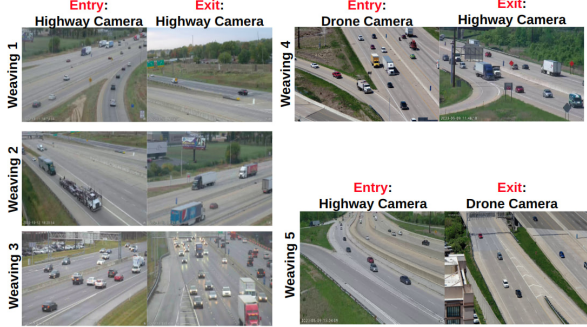 Entry:
Highway Camera
Exit:
Highway Camera
Weaving 1
Weaving 2
Weaving 3
Entry:
Drone Camera
Exit:
Highway Camera
Weaving 4
Entry:
Highway Camera
Exit:
Drone Camera
Weaving 5